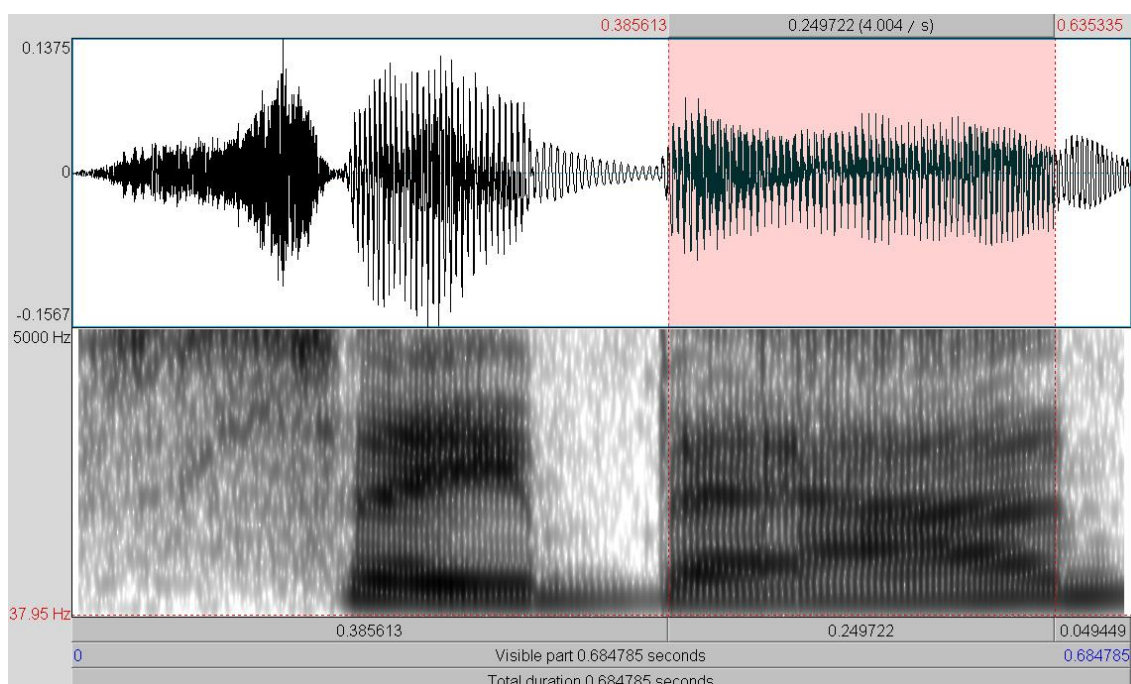 0.385613 0.249722 (4.004 / s) 0.635335
0.1375
0
-0.1567
5000 Hz
37.95 Hz
0.385613 0.249722 0.049449
0 Visible part 0.684785 seconds 0.684785
Total duration 0.684785 seconds